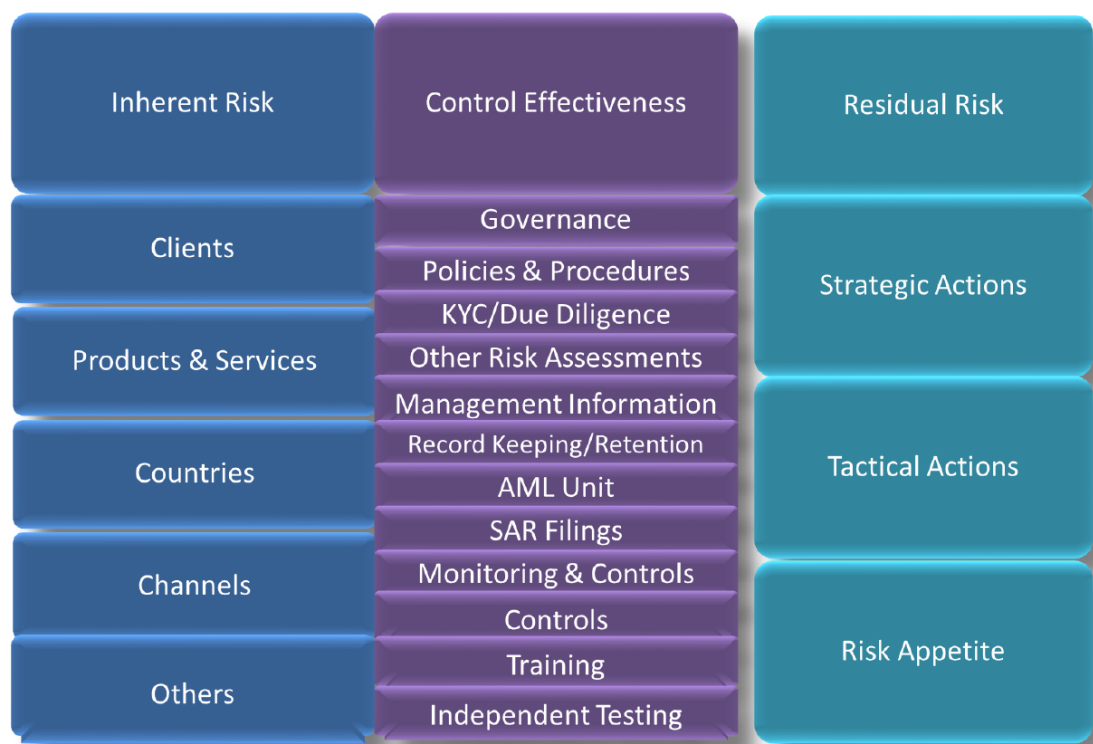 Inherent Risk
Clients
Products & Services
Countries
Channels
Others
Control Effectiveness
Governance
Policies & Procedures
KYC/Due Diligence
Other Risk Assessments
Management Information
Record Keeping/Retention
AML Unit
SAR Filings
Monitoring & Controls
Controls
Training
Independent Testing
Residual Risk
Strategic Actions
Tactical Actions
Risk Appetite